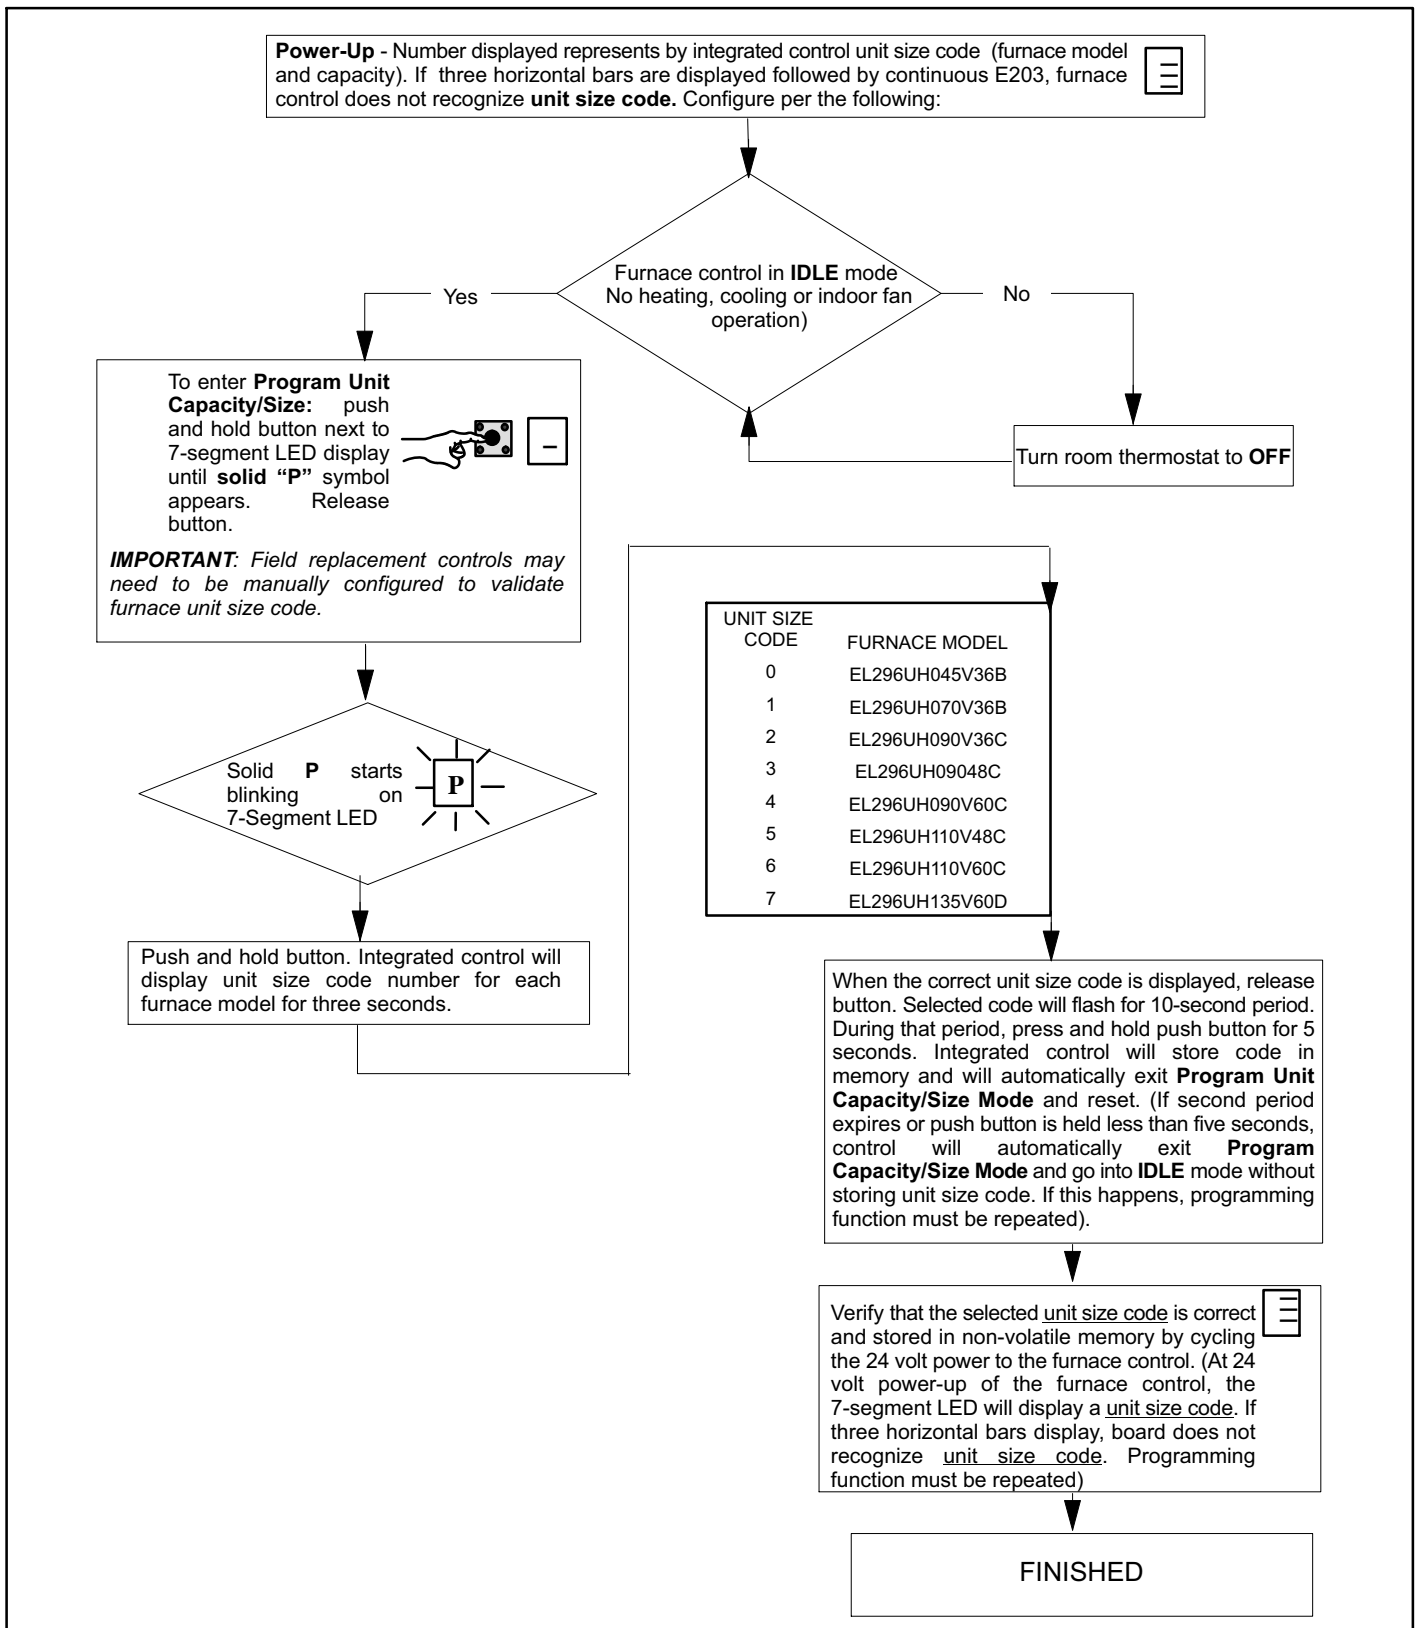 Power-Up - Number displayed represents by integrated control unit size code (furnace model
and capacity). If three horizontal bars are displayed followed by continuous E203, furnace
control does not recognize unit size code. Configure per the following:
Furnace control in IDLE mode
No heating, cooling or indoor fan
operation)
Yes
No
To enter Program Unit
Capacity/Size: push
and hold button next to
7-segment LED display
until solid “P” symbol
appears. Release
button.
IMPORTANT: Field replacement controls may
need to be manually configured to validate
furnace unit size code.
Turn room thermostat to OFF
Solid P starts
blinking on
7-Segment LED
P
Push and hold button. Integrated control will
display unit size code number for each
furnace model for three seconds.
UNIT SIZE
CODE FURNACE MODEL
0 EL296UH045V36B
1 EL296UH070V36B
2 EL296UH090V36C
3 EL296UH09048C
4 EL296UH090V60C
5 EL296UH110V48C
6 EL296UH110V60C
7 EL296UH135V60D
When the correct unit size code is displayed, release
button. Selected code will flash for 10-second period.
During that period, press and hold push button for 5
seconds. Integrated control will store code in
memory and will automatically exit Program Unit
Capacity/Size Mode and reset. (If second period
expires or push button is held less than five seconds,
control will automatically exit Program
Capacity/Size Mode and go into IDLE mode without
storing unit size code. If this happens, programming
function must be repeated).
Verify that the selected unit size code is correct
and stored in non-volatile memory by cycling
the 24 volt power to the furnace control. (At 24
volt power-up of the furnace control, the
7-segment LED will display a unit size code. If
three horizontal bars display, board does not
recognize unit size code. Programming
function must be repeated)
FINISHED